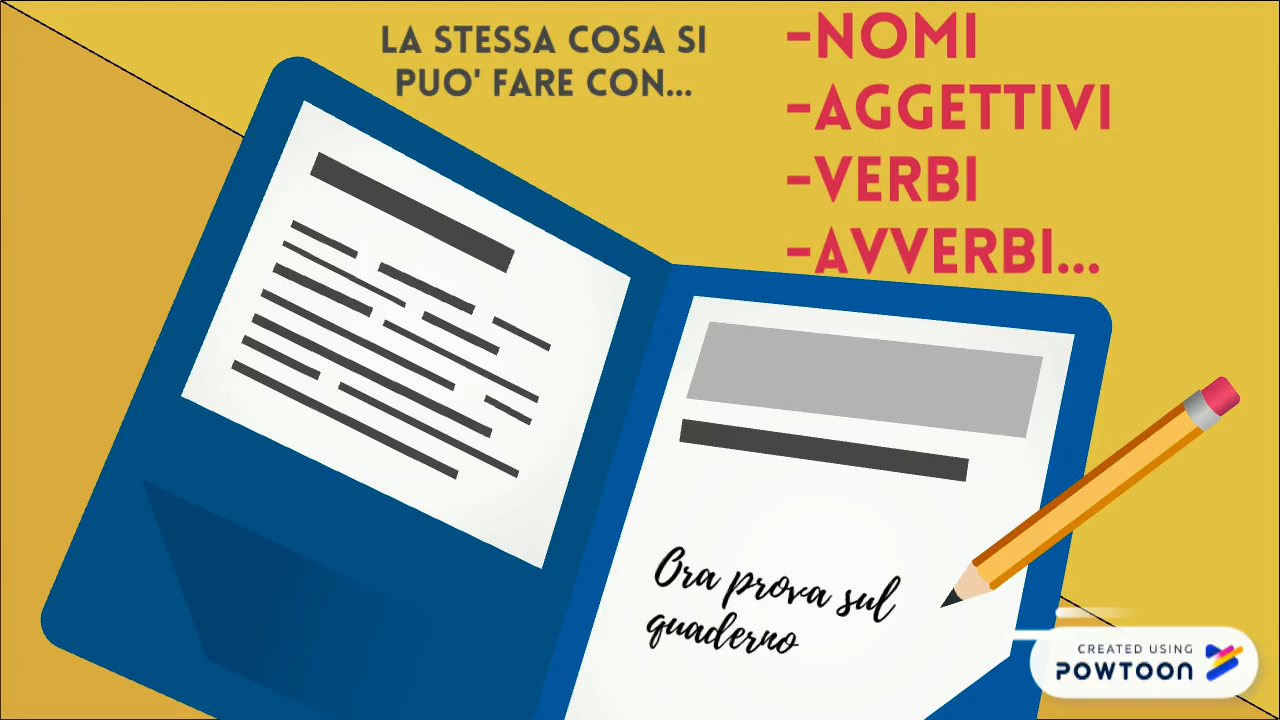 LA STESSA COSA SI
PUO' FARE CON...
-NOMI
-AGGETTIVI
-VERBI
-AVVERBI...
Ora prova sul
quaderno
CREATED USING
POWTOON